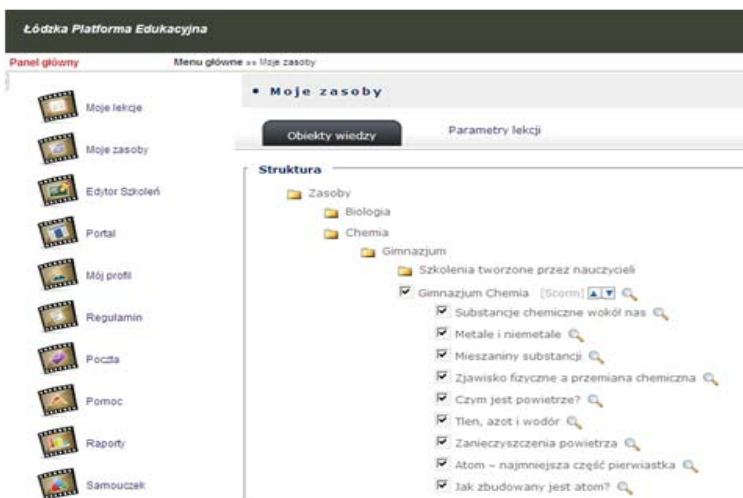 Łódzka Platforma Edukacyjna
Panel główny
Menu główne »» Moje zasoby
Moje lekcje
Moje zasoby
Edytor Szkoleń
Portal
Mój profil
Regulamin
Poczta
Pomoc
Raporty
Samouczek
• Moje zasoby
Obiekty wiedzy
Parametry lekcji
Struktura
Zasoby
Biologia
Chemia
Gimnazjum
Szkolenia tworzone przez nauczycieli
Gimnazjum Chemia [Scorm]
Substancje chemiczne wokół nas
Metale i niemetale
Mieszaniny substancji
Zjawisko fizyczne a przemiana chemiczna
Czym jest powietrze?
Tlen, azot i wodór
Zanieczyszczenia powietrza
Atom – najmniejsza część pierwiastka
Jak zbudowany jest atom?